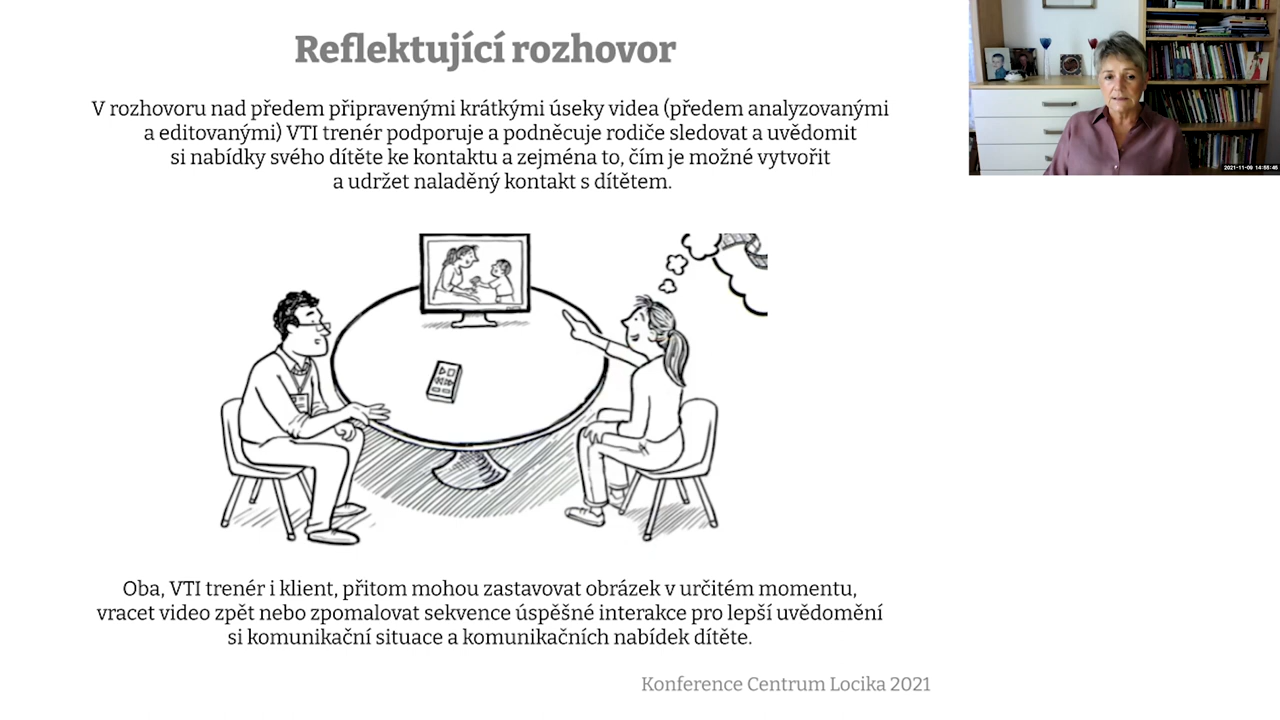 Reflektující rozhovor
V rozhovoru nad předem připravenými krátkými úseky videa (předem analyzovanými
a editovanými) VTI trenér podporuje a podněcuje rodiče sledovat a uvědomit
si nabídky svého dítěte ke kontaktu a zejména to, čím je možné vytvořit
a udržet naladěný kontakt s dítětem.
Oba, VTI trenér i klient, přitom mohou zastavovat obrázek v určitém momentu,
vracet video zpět nebo zpomalovat sekvence úspěšné interakce pro lepší uvědomění
si komunikační situace a komunikačních nabídek dítěte.
Konference Centrum Locika 2021